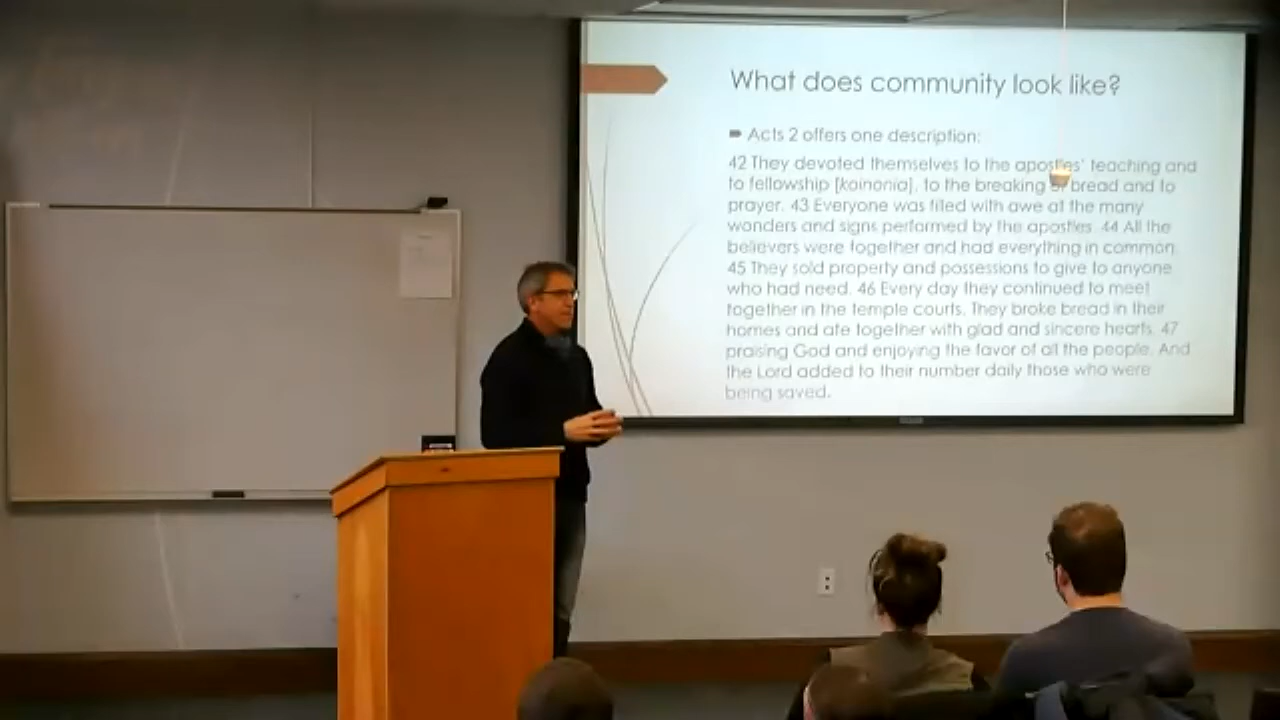 What does community look like?
Acts 2 offers one description:
42 They devoted themselves to the apostles' teaching and
to fellowship [koinonia], to the breaking of bread and to
prayer. 43 Everyone was filled with awe at the many
wonders and signs performed by the apostles. 44 All the
believers were together and had everything in common.
45 They sold property and possessions to give to anyone
who had need. 46 Every day they continued to meet
together in the temple courts. They broke bread in their
homes and ate together with glad and sincere hearts, 47
praising God and enjoying the favor of all the people. And
the Lord added to their number daily those who were
being saved.